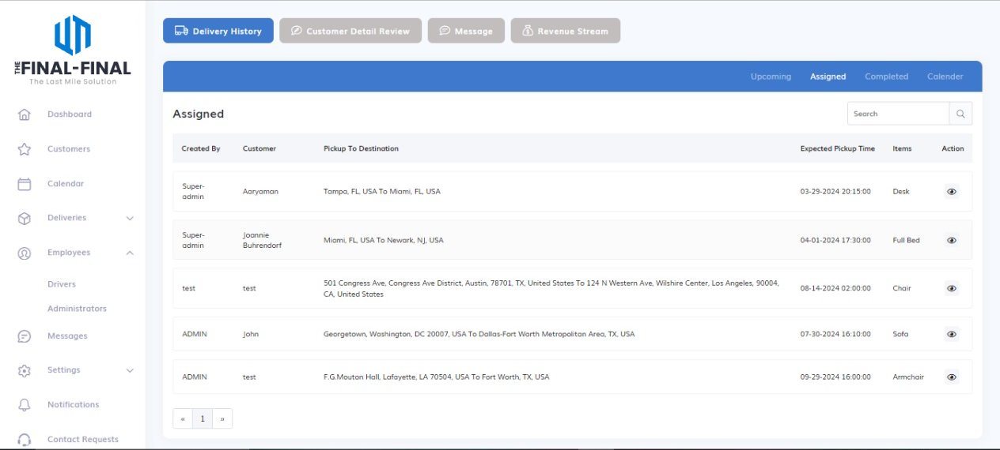 THE FINAL-FINAL
The Last Mile Solution
Dashboard
Customers
Calendar
Deliveries
Employees
Drivers
Administrators
Messages
Settings
Notifications
Contact Requests
Delivery History Customer Detail Review Message Revenue Stream
Upcoming Assigned Completed Calender
Assigned
Search
Created By Customer Pickup To Destination Expected Pickup Time Items Action
Super-
admin
Aaryaman
Tampa, FL, USA To Miami, FL, USA
03-29-2024 20:15:00
Desk
Super-
admin
Joannie
Buhrendorf
Miami, FL, USA To Newark, NJ, USA
04-01-2024 17:30:00
Full Bed
test
test
501 Congress Ave, Congress Ave District, Austin, 78701, TX, United States To 124 N Western Ave, Wilshire Center, Los Angeles, 90004,
CA, United States
08-14-2024 02:00:00
Chair
ADMIN
John
Georgetown, Washington, DC 20007, USA To Dallas-Fort Worth Metropolitan Area, TX, USA
07-30-2024 16:10:00
Sofa
ADMIN
test
F.G.Mouton Hall, Lafayette, LA 70504, USA To Fort Worth, TX, USA
09-29-2024 16:00:00
Armchair
« 1 »